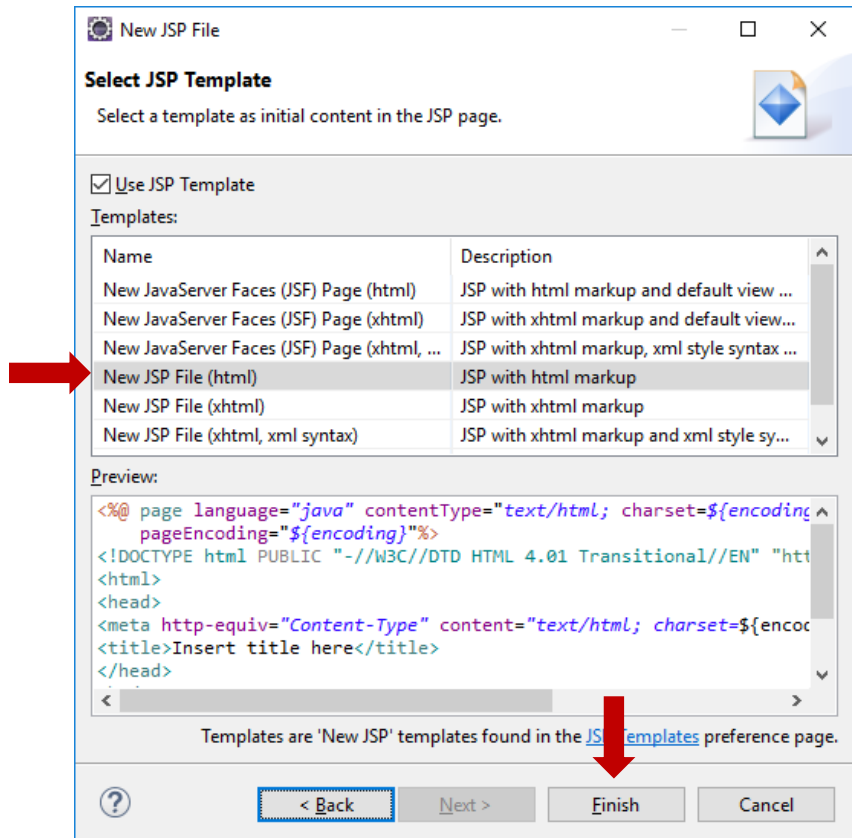 New JSP File
Select JSP Template
Select a template as initial content in the JSP page.
Use JSP Template
Templates:
Name Description
New JavaServer Faces (JSF) Page (html) JSP with html markup and default view ...
New JavaServer Faces (JSF) Page (xhtml) JSP with xhtml markup and default view...
New JavaServer Faces (JSF) Page (xhtml, ... JSP with xhtml markup, xml style syntax ...
New JSP File (html) JSP with html markup
New JSP File (xhtml) JSP with xhtml markup
New JSP File (xhtml, xml syntax) JSP with xhtml markup and xml style sy...
Preview:
<%@ page language="java" contentType="text/html; charset=${encoding
pageEncoding="${encoding}"%>
<!DOCTYPE html PUBLIC "-//W3C//DTD HTML 4.01 Transitional//EN" "htt
<html>
<head>
<meta http-equiv="Content-Type" content="text/html; charset=${encod
<title>Insert title here</title>
</head>
Templates are 'New JSP' templates found in the JSP Templates preference page.
? < Back Next > Finish Cancel